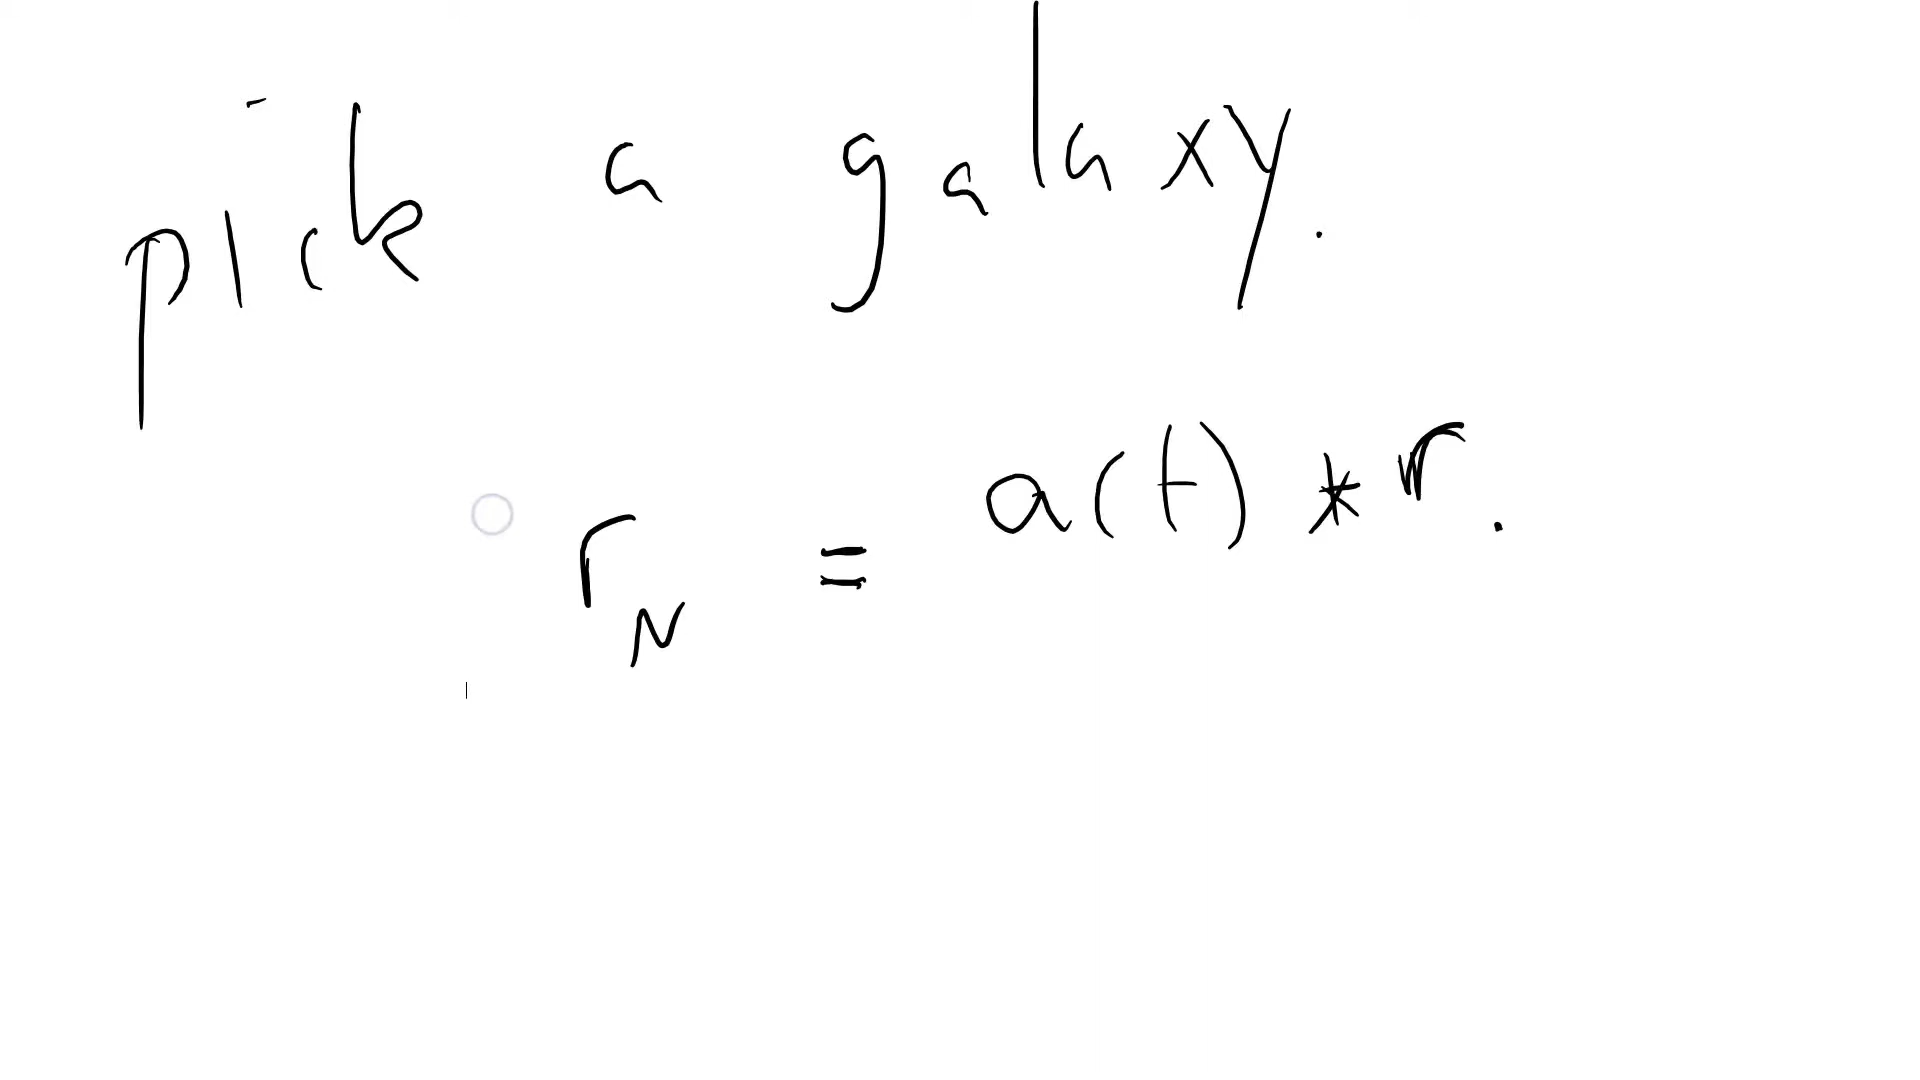 pick a galaxy.
r_N = a(t) * r.